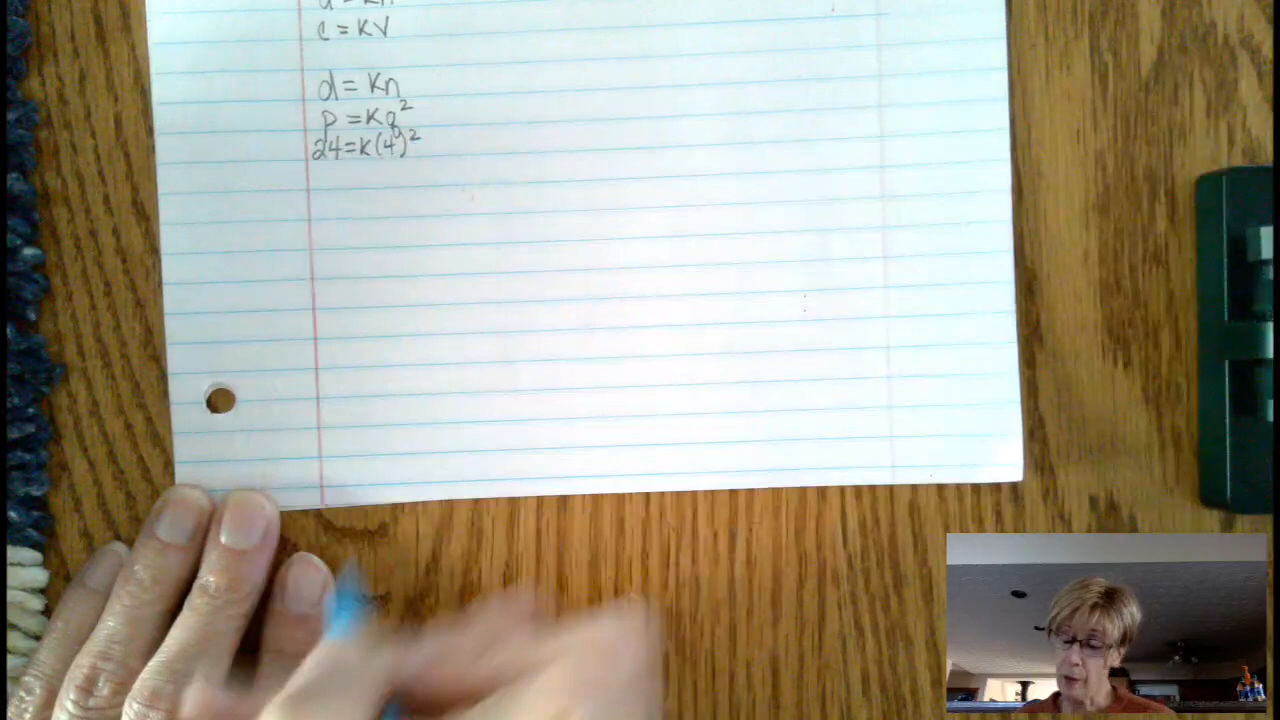 c = KV
d = Kn
p = Kq²
24=K(4)²